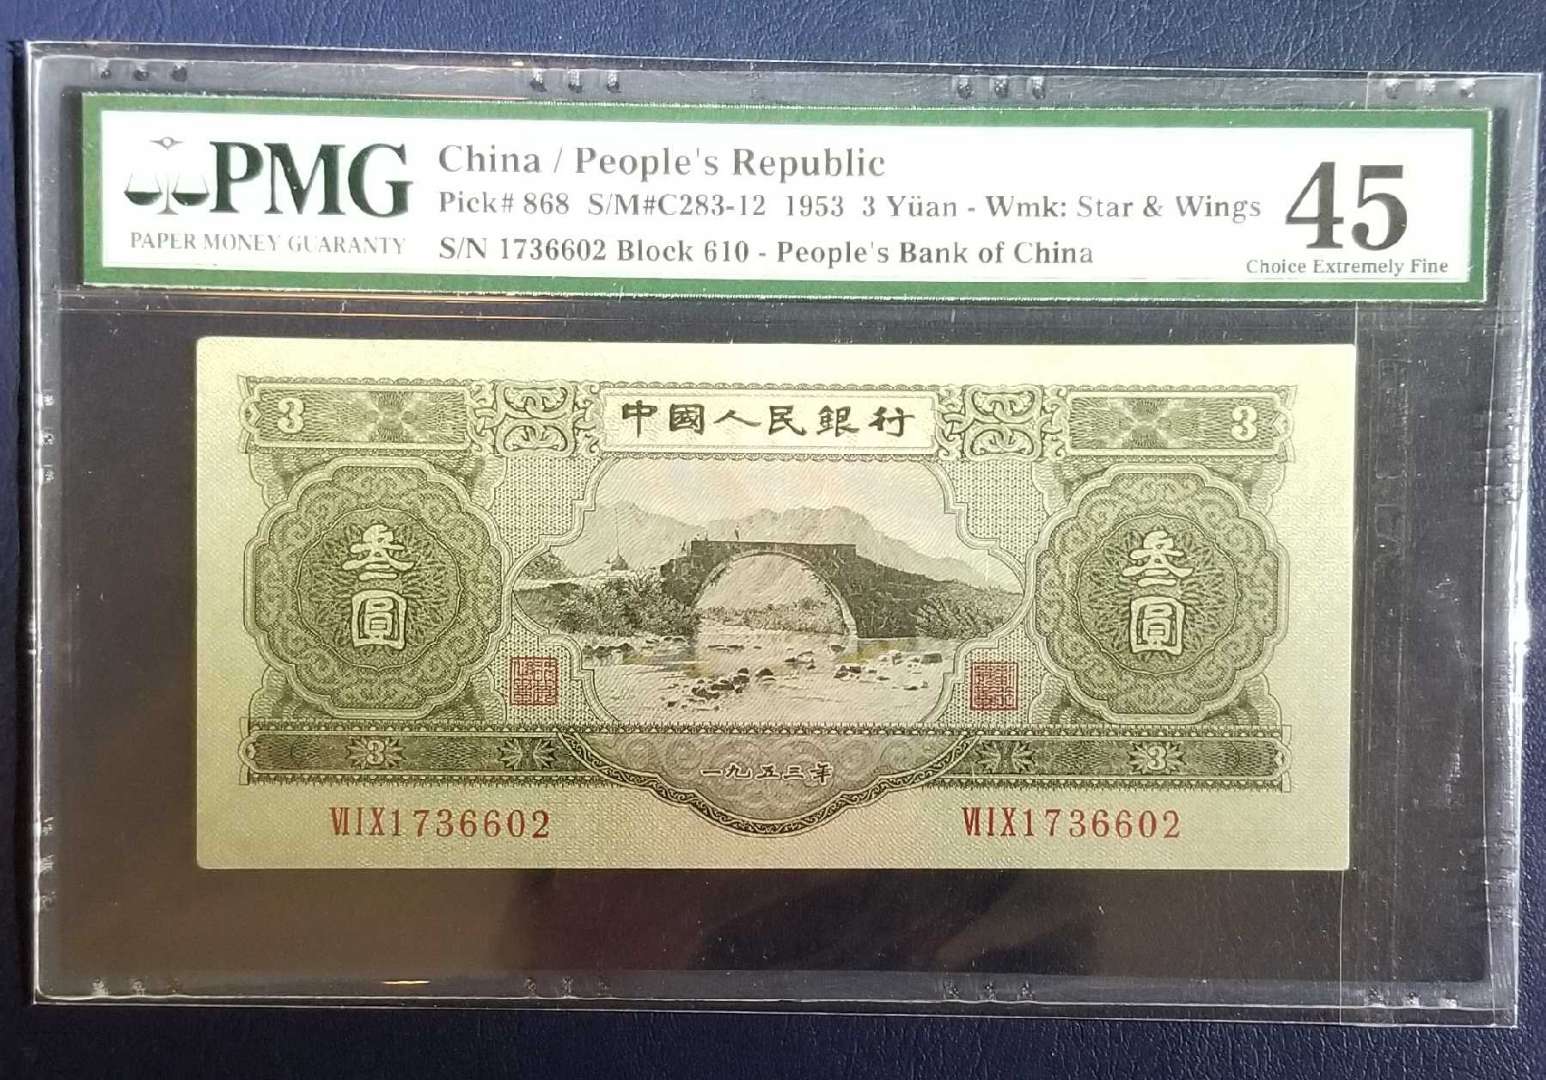 PMG
PAPER MONEY GUARANTY
China / People's Republic
Pick# 868 S/M#C283-12 1953 3 Yüan - Wmk: Star & Wings
S/N 1736602 Block 610 - People's Bank of China
45
Choice Extremely Fine
3 中國人民銀行 3
叁圓 叁圓
3 3
一九五三年
VIIX1736602 VIIX1736602